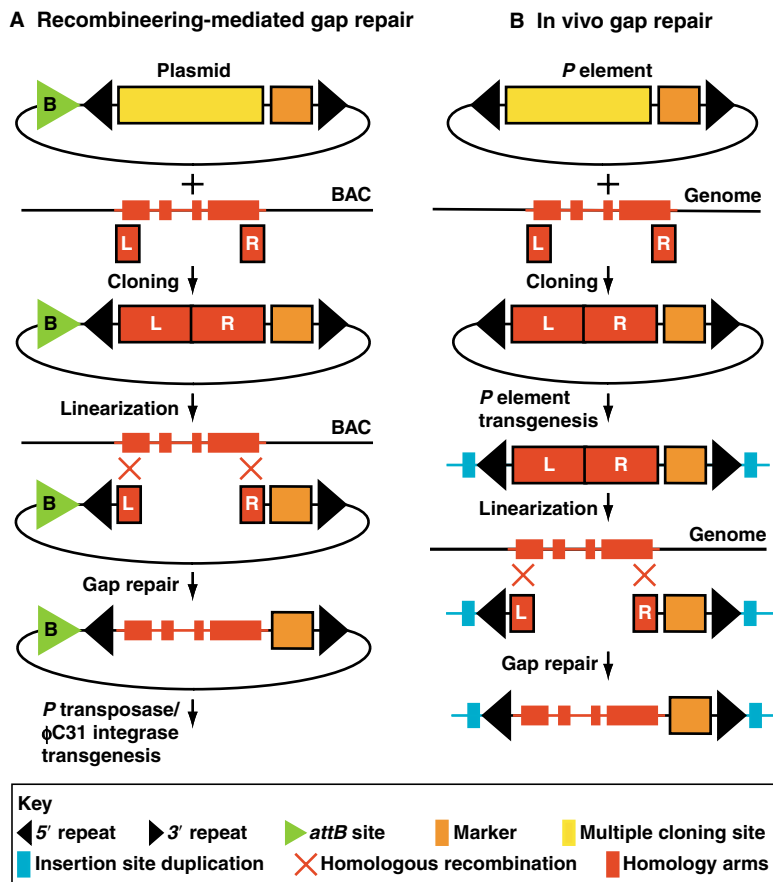 A Recombineering-mediated gap repair
Plasmid
B
+
BAC
L
R
Cloning
B
L
R
Linearization
BAC
B
L
R
Gap repair
B
P transposase/
ϕC31 integrase
transgenesis
B In vivo gap repair
P element
+
Genome
L
R
Cloning
L
R
P element
transgenesis
L
R
Linearization
Genome
L
R
Gap repair
Key
5′ repeat 3′ repeat attB site Marker Multiple cloning site
Insertion site duplication Homologous recombination Homology arms